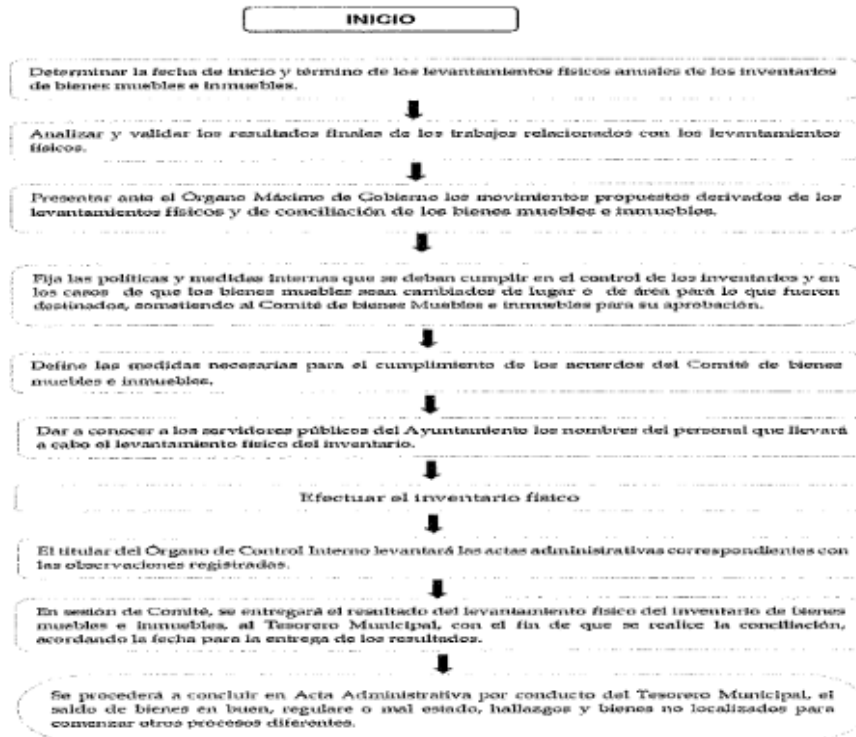 INICIO
Determinar la fecha de inicio y término de los levantamientos físicos anuales de los inventarios
de bienes muebles e inmuebles.
Analizar y validar los resultados finales de los trabajos relacionados con los levantamientos
físicos.
Presentar ante el Órgano Máximo de Gobierno los movimientos propuestos derivados de los
levantamientos físicos y de conciliación de los bienes muebles e inmuebles.
Fija las políticas y medidas internas que se deban cumplir en el control de los inventarios y en
los casos de que los bienes muebles sean cambiados de lugar o de área para lo que fueron
destinados, sometiendo al Comité de bienes Muebles e inmuebles para su aprobación.
Define las medidas necesarias para el cumplimiento de los acuerdos del Comité de bienes
muebles e inmuebles.
Dar a conocer a los servidores públicos del Ayuntamiento los nombres del personal que llevará
a cabo el levantamiento físico del inventario.
Efectuar el inventario físico
El titular del Órgano de Control Interno levantará las actas administrativas correspondientes con
las observaciones registradas.
En sesión de Comité, se entregará el resultado del levantamiento físico del inventario de bienes
muebles e inmuebles, al Tesorero Municipal, con el fin de que se realice la conciliación,
acordando la fecha para la entrega de los resultados.
Se procederá a concluir en Acta Administrativa por conducto del Tesorero Municipal, el
saldo de bienes en buen, regulare o mal estado, hallazgos y bienes no localizados para
comenzar otros procesos diferentes.